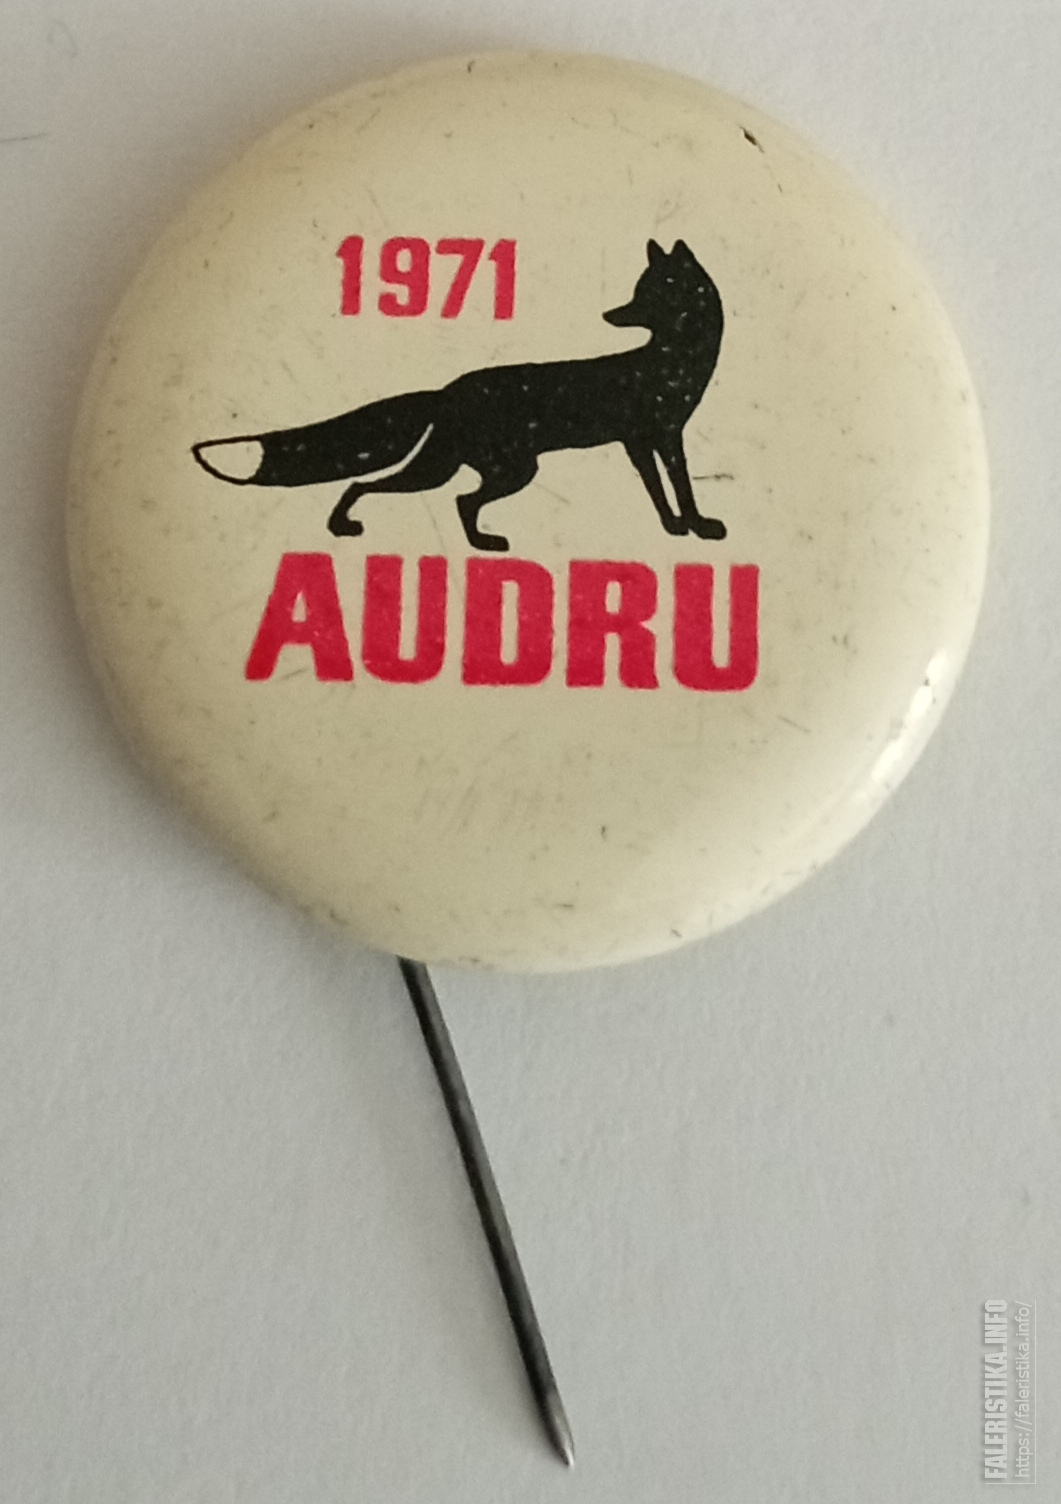 1971
AUDRU
FALERISTIKA.INFO
https://faleristika.info/